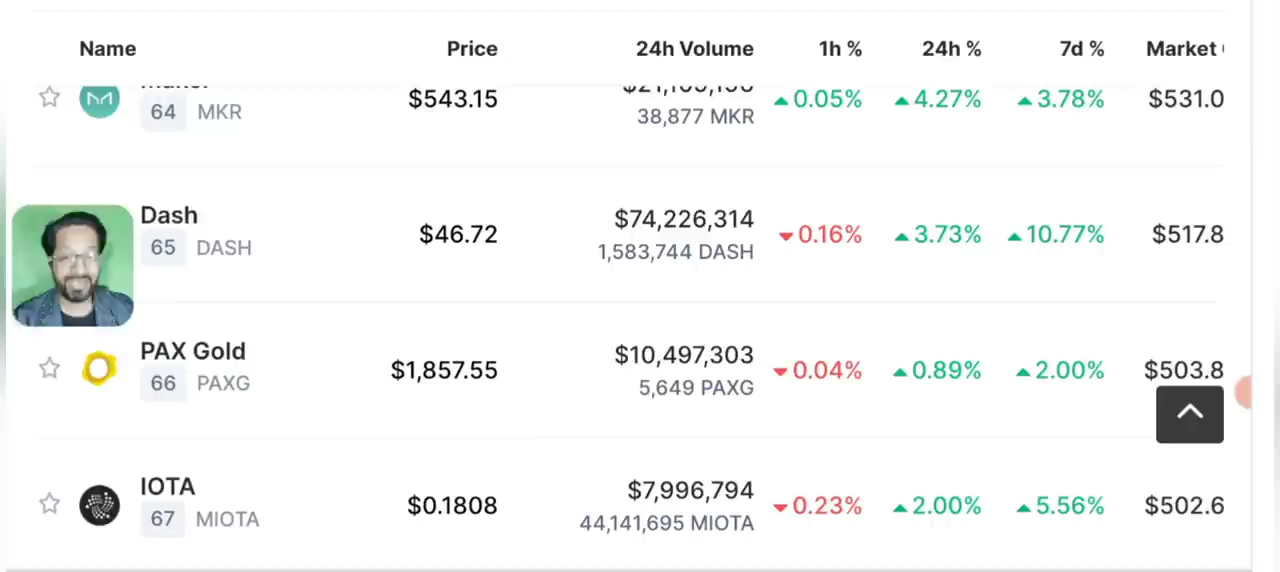 Name Price 24h Volume 1h % 24h % 7d % Market
64 MKR $543.15 38,877 MKR 0.05% 4.27% 3.78% $531.0
Dash
65 DASH $46.72 $74,226,314 0.16% 3.73% 10.77% $517.8
1,583,744 DASH
PAX Gold
66 PAXG $1,857.55 $10,497,303 0.04% 0.89% 2.00% $503.8
5,649 PAXG
IOTA
67 MIOTA $0.1808 $7,996,794 0.23% 2.00% 5.56% $502.6
44,141,695 MIOTA